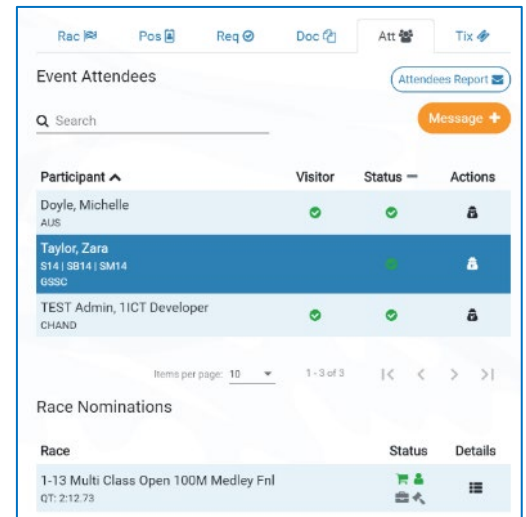 Rac Pos Req Doc Att Tix
Event Attendees Attendees Report
Search Message +
Participant Visitor Status Actions
Doyle, Michelle
AUS
Taylor, Zara
S14 | SB14 | SM14
GSSC
TEST Admin, 1ICT Developer
CHAND
Items per page: 10 1 - 3 of 3
Race Nominations
Race Status Details
1-13 Multi Class Open 100M Medley Fnl
QT: 2:12.73